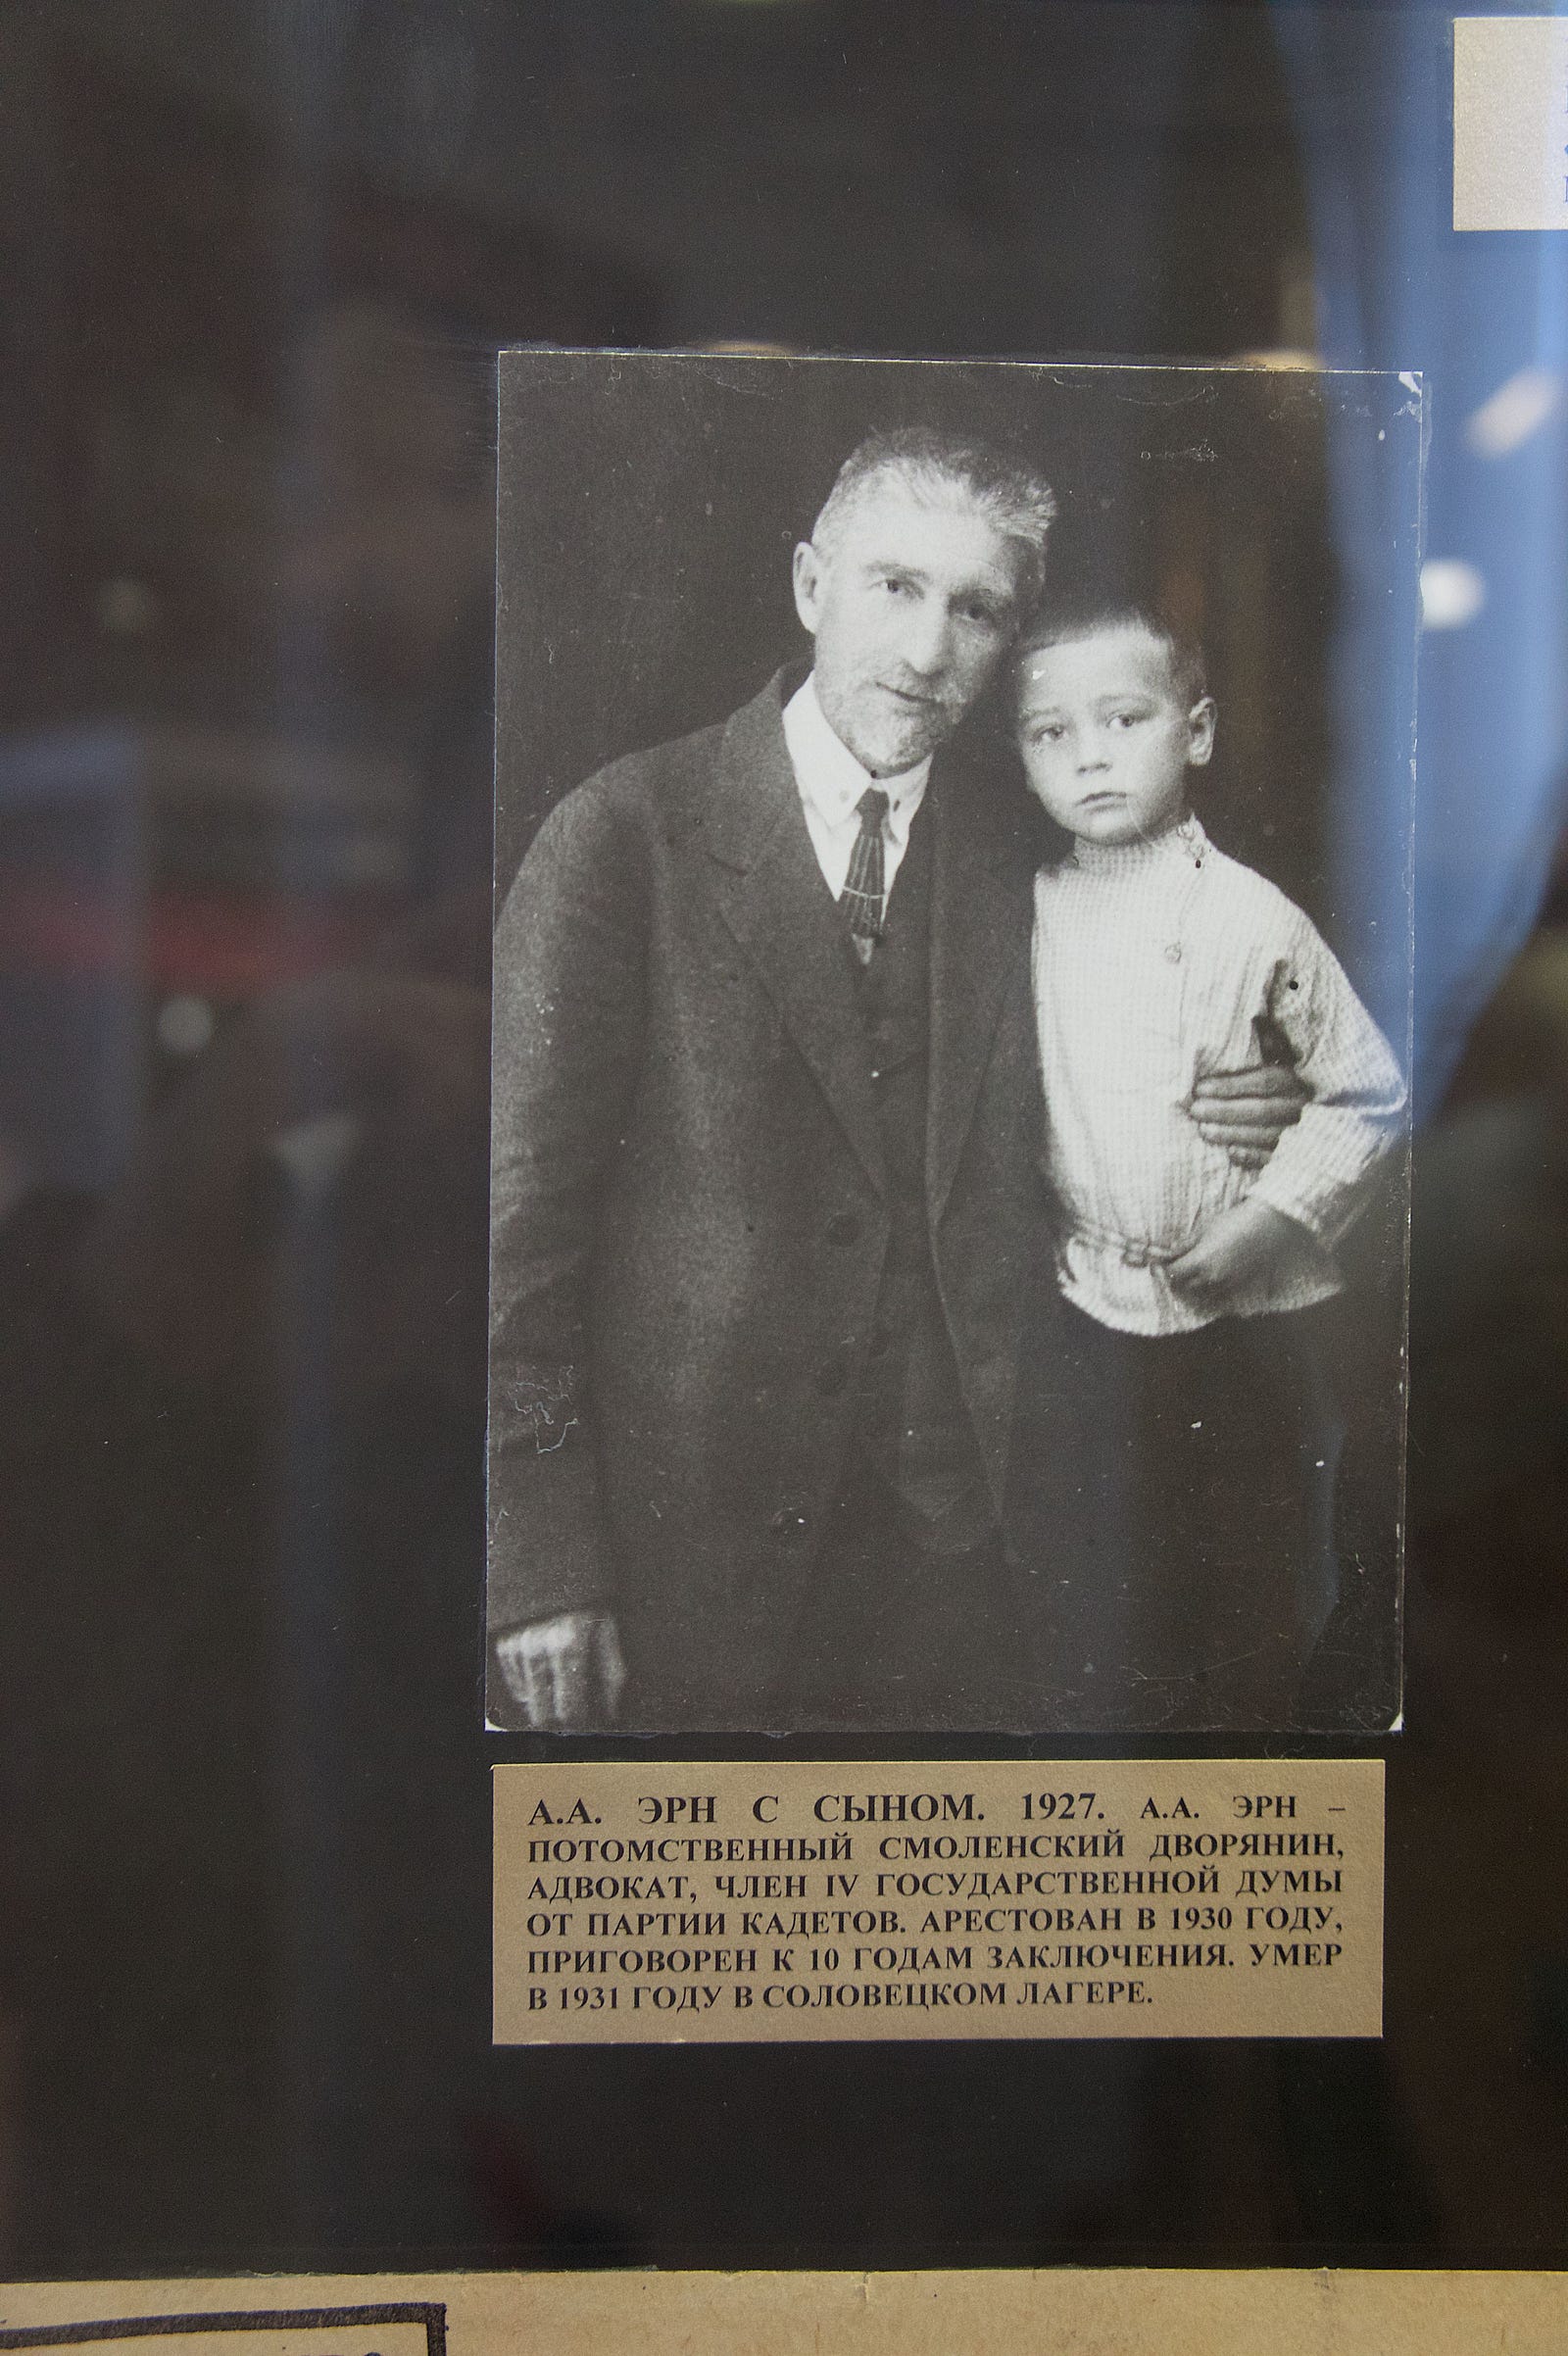 А.А. ЭРН С СЫНОМ. 1927. А.А. ЭРН –
ПОТОМСТВЕННЫЙ СМОЛЕНСКИЙ ДВОРЯНИН,
АДВОКАТ, ЧЛЕН IV ГОСУДАРСТВЕННОЙ ДУМЫ
ОТ ПАРТИИ КАДЕТОВ. АРЕСТОВАН В 1930 ГОДУ,
ПРИГОВОРЕН К 10 ГОДАМ ЗАКЛЮЧЕНИЯ. УМЕР
В 1931 ГОДУ В СОЛОВЕЦКОМ ЛАГЕРЕ.